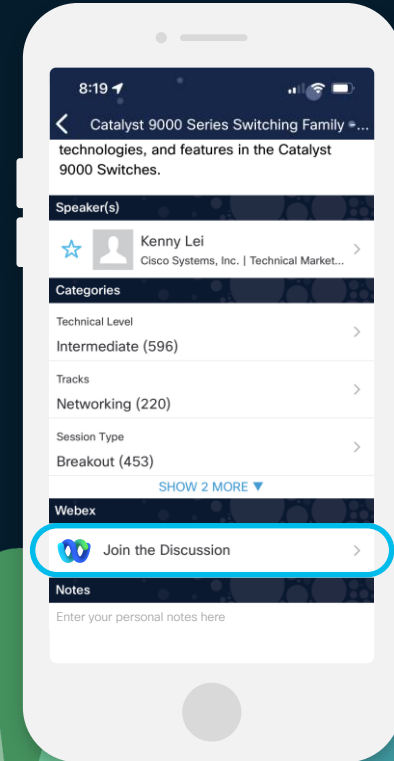 8:19
Catalyst 9000 Series Switching Family -...
technologies, and features in the Catalyst
9000 Switches.
Speaker(s)
Kenny Lei
Cisco Systems, Inc. | Technical Market...
Categories
Technical Level
Intermediate (596)
Tracks
Networking (220)
Session Type
Breakout (453)
SHOW 2 MORE ▼
Webex
Join the Discussion
Notes
Enter your personal notes here